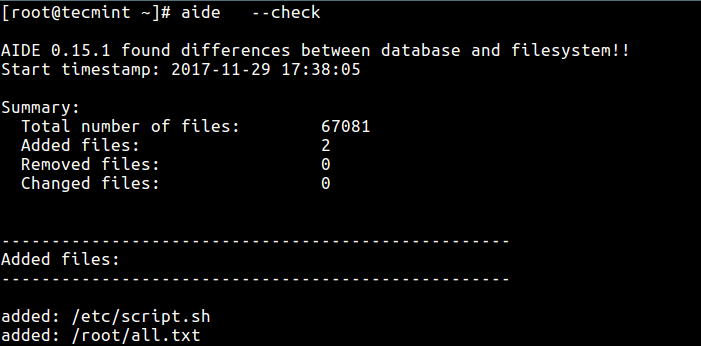 [root@tecmint ~]# aide   --check
AIDE 0.15.1 found differences between database and filesystem!!
Start timestamp: 2017-11-29 17:38:05
Summary:
  Total number of files:        67081
  Added files:                  2
  Removed files:                0
  Changed files:                0
---------------------------------------------------
Added files:
---------------------------------------------------
added: /etc/script.sh
added: /root/all.txt